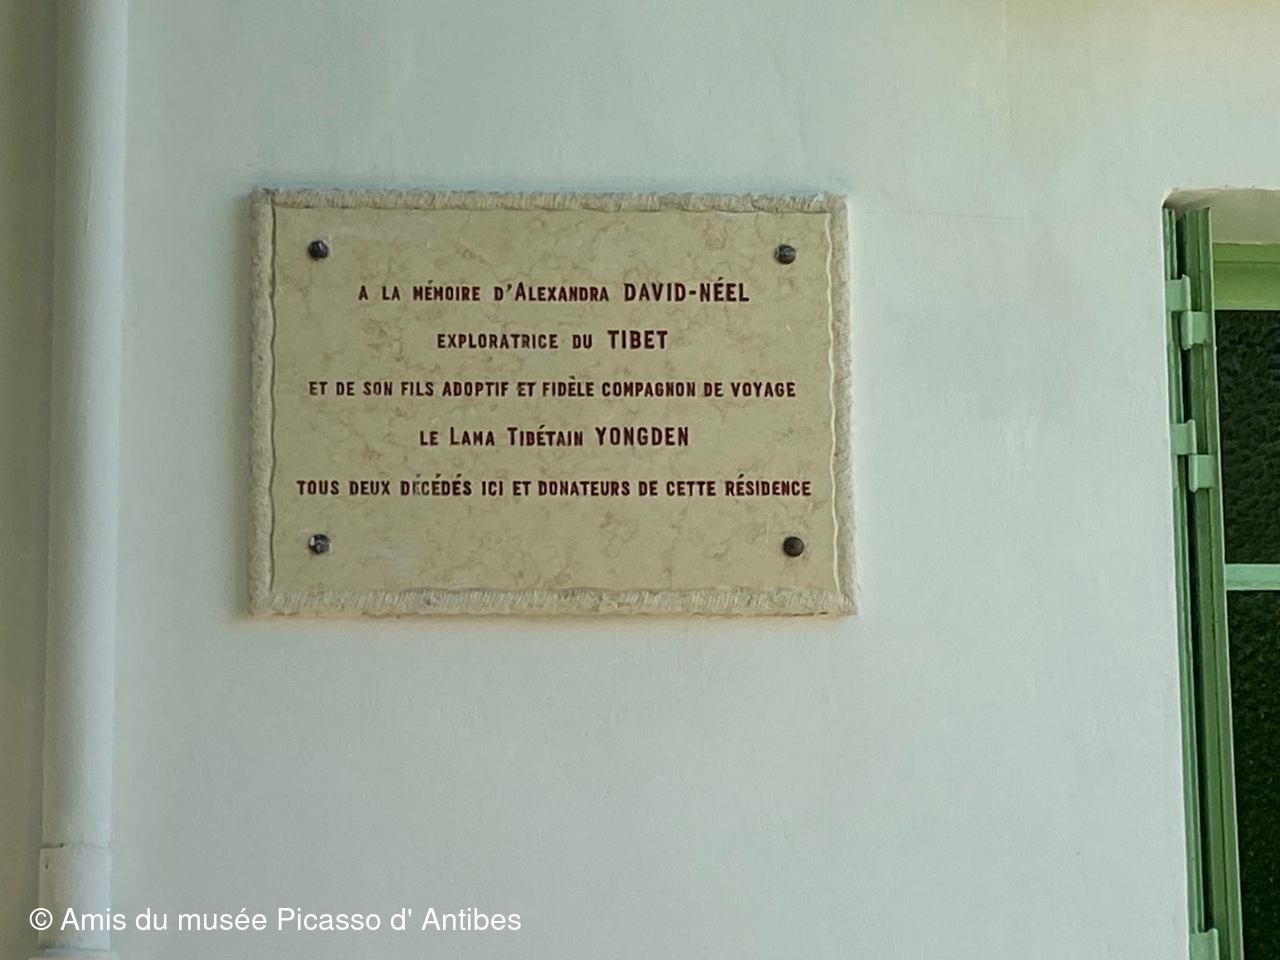 A LA MÉMOIRE D'ALEXANDRA DAVID-NÉEL
EXPLORATRICE DU TIBET
ET DE SON FILS ADOPTIF ET FIDÈLE COMPAGNON DE VOYAGE
LE LAMA TIBÉTAIN YONGDEN
TOUS DEUX DÉCÉDÉS ICI ET DONATEURS DE CETTE RÉSIDENCE
© Amis du musée Picasso d' Antibes